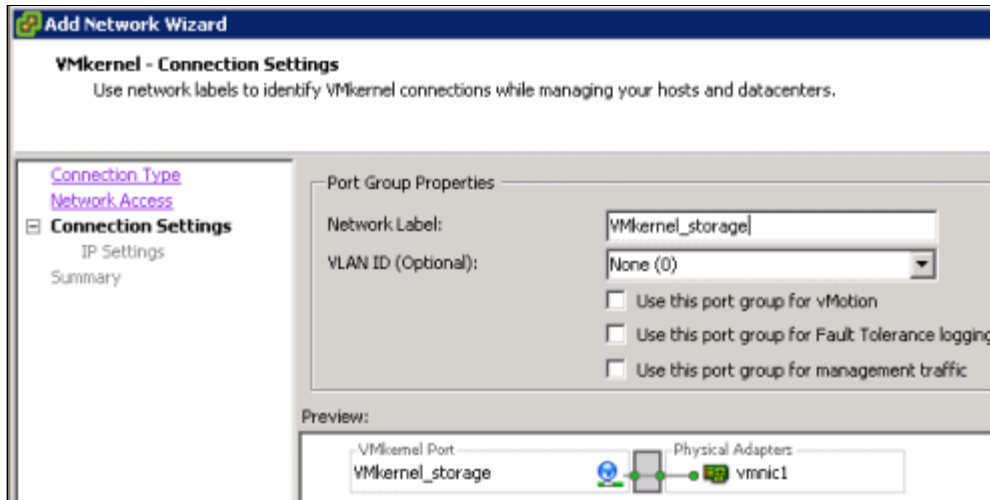 Add Network Wizard
VMkernel - Connection Settings
Use network labels to identify VMkernel connections while managing your hosts and datacenters.
Connection Type
Network Access
Connection Settings
IP Settings
Summary
Port Group Properties
Network Label:
VMkernel_storage
VLAN ID (Optional):
None (0)
Use this port group for vMotion
Use this port group for Fault Tolerance logging
Use this port group for management traffic
Preview:
VMkernel Port
VMkernel_storage
Physical Adapters
vmnic1